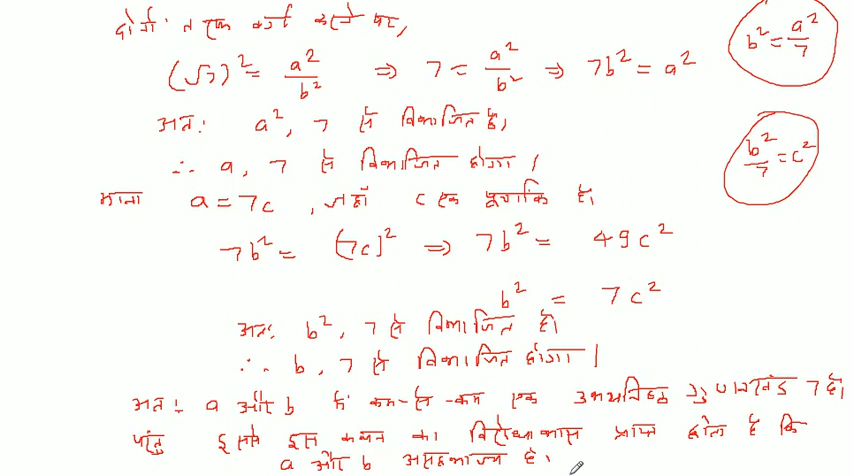 दोनों तरफ वर्ग करने पर,
(√7)² = a²/b² ⇒ 7 = a²/b² ⇒ 7b² = a²
b² = a²/7
अतः a², 7 से विभाजित है,
b²/7 = c²
∴ a, 7 से विभाजित होगा।
माना a = 7c , जहाँ c एक पूर्णांक है।
7b² = (7c)² ⇒ 7b² = 49c²
b² = 7c²
अतः b², 7 से विभाजित है।
∴ b, 7 से विभाजित होगा।
अतः a और b में कम-से-कम एक उभयनिष्ठ गुणनखंड 7 है।
परंतु इससे इस कथन का विरोधाभास प्राप्त होता है कि
a और b असहभाज्य है.